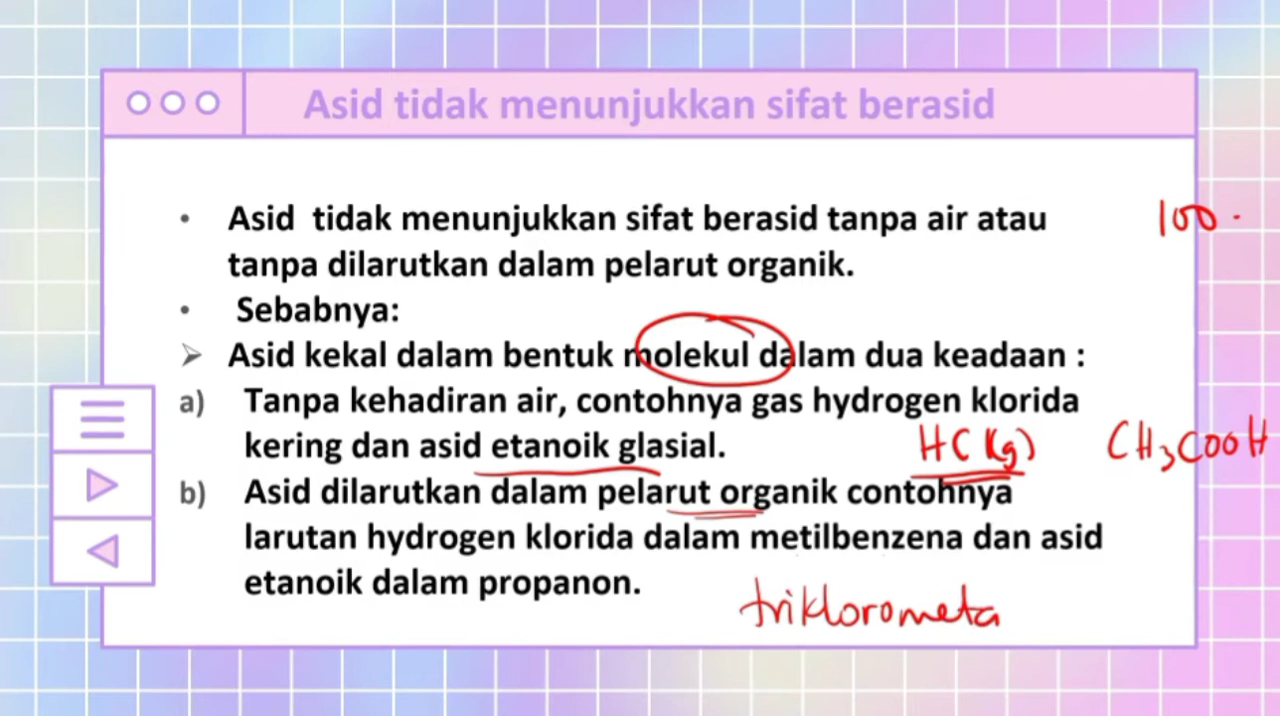 Asid tidak menunjukkan sifat berasid
• Asid tidak menunjukkan sifat berasid tanpa air atau
tanpa dilarutkan dalam pelarut organik.
100.
• Sebabnya:
➢ Asid kekal dalam bentuk molekul dalam dua keadaan :
a) Tanpa kehadiran air, contohnya gas hydrogen klorida
kering dan asid etanoik glasial.
HCl(g) CH₃COOH
b) Asid dilarutkan dalam pelarut organik contohnya
larutan hydrogen klorida dalam metilbenzena dan asid
etanoik dalam propanon.
triklorometa